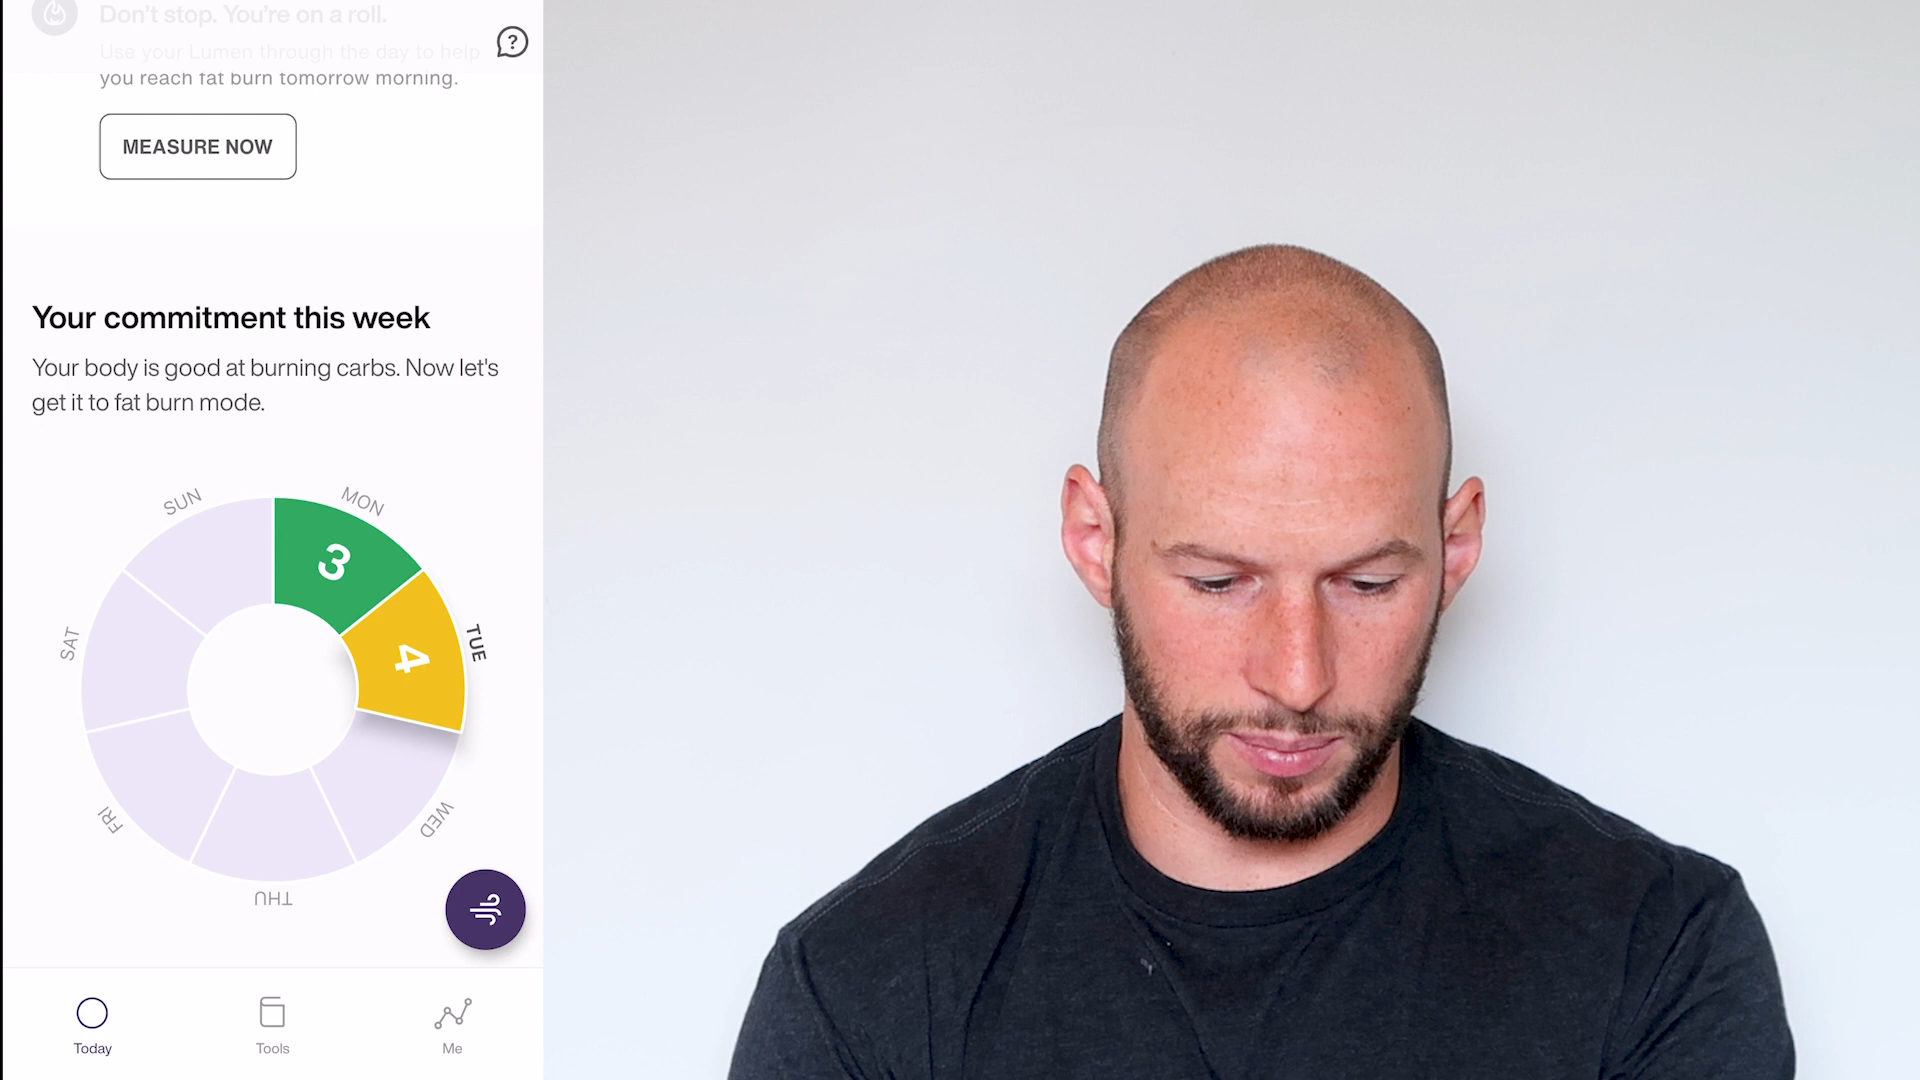 Don't stop. You're on a roll.
Use your Lumen through the day to help
you reach fat burn tomorrow morning.
?
MEASURE NOW
Your commitment this week
Your body is good at burning carbs. Now let's
get it to fat burn mode.
SUN
MON
3
TUE
4
SAT
WED
FRI
THU
Today
Tools
Me